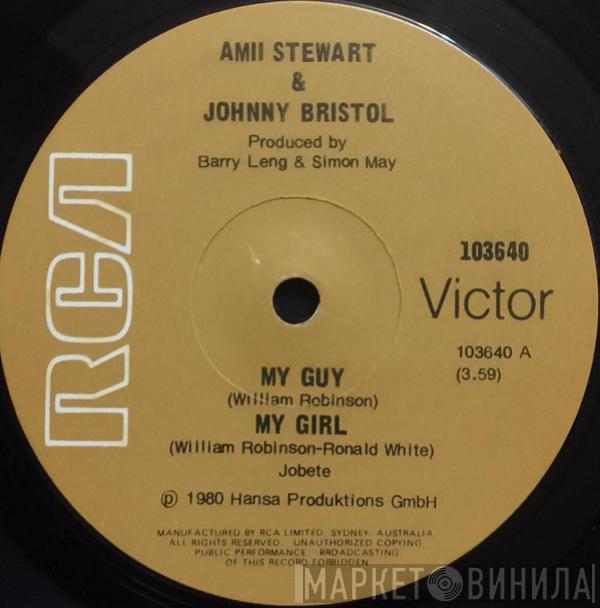 AMII STEWART
&
JOHNNY BRISTOL
Produced by
Barry Leng & Simon May
RCA
103640
Victor
103640 A
(3.59)
MY GUY
(William Robinson)
MY GIRL
(William Robinson-Ronald White)
Jobete
℗ 1980 Hansa Produktions GmbH
MANUFACTURED BY RCA LIMITED, SYDNEY, AUSTRALIA
ALL RIGHTS RESERVED. UNAUTHORIZED COPYING
PUBLIC PERFORMANCE. BROADCASTING
OF THIS RECORD FORBIDDEN
МАРКЕТ ВИНИЛА